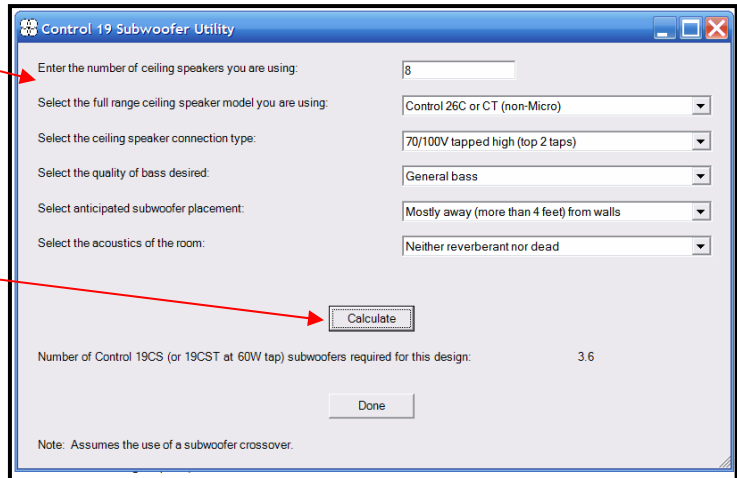 Control 19 Subwoofer Utility
Enter the number of ceiling speakers you are using: 8
Select the full range ceiling speaker model you are using: Control 26C or CT (non-Micro)
Select the ceiling speaker connection type: 70/100V tapped high (top 2 taps)
Select the quality of bass desired: General bass
Select anticipated subwoofer placement: Mostly away (more than 4 feet) from walls
Select the acoustics of the room: Neither reverberant nor dead
Calculate
Number of Control 19CS (or 19CST at 60W tap) subwoofers required for this design: 3.6
Done
Note: Assumes the use of a subwoofer crossover.